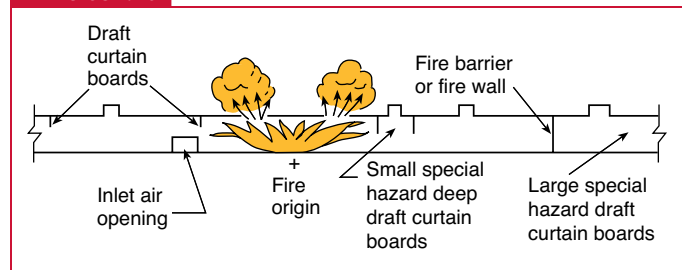 Draft
curtain
boards
Fire barrier
or fire wall
Inlet air
opening
+
Fire
origin
Small special
hazard deep
draft curtain
boards
Large special
hazard draft
curtain boards